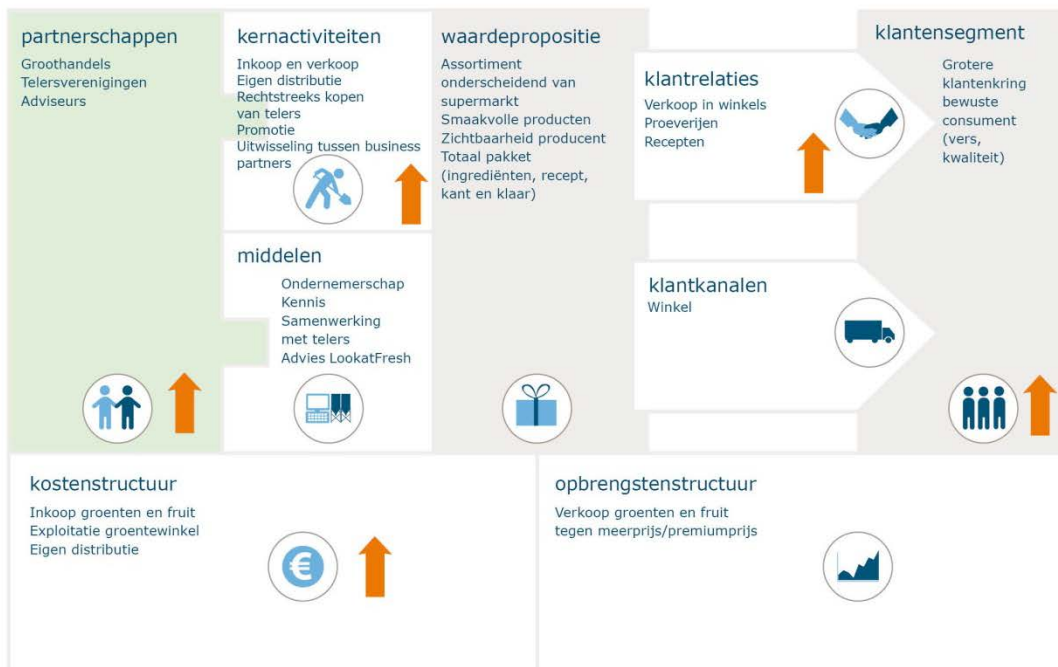 partnerschappen
Groothandels
Telersverenigingen
Adviseurs
kernactiviteiten
Inkoop en verkoop
Eigen distributie
Rechtstreeks kopen
van telers
Promotie
Uitwisseling tussen business
partners
middelen
Ondernemerschap
Kennis
Samenwerking
met telers
Advies LookatFresh
waardepropositie
Assortiment
onderscheidend van
supermarkt
Smaakvolle producten
Zichtbaarheid producent
Totaal pakket
(ingrediënten, recept,
kant en klaar)
klantrelaties
Verkoop in winkels
Proeverijen
Recepten
klantkanalen
Winkel
klantensegment
Grotere
klantenkring
bewuste
consument
(vers,
kwaliteit)
kostenstructuur
Inkoop groenten en fruit
Exploitatie groentewinkel
Eigen distributie
€
opbrengstenstructuur
Verkoop groenten en fruit
tegen meerprijs/premiumprijs